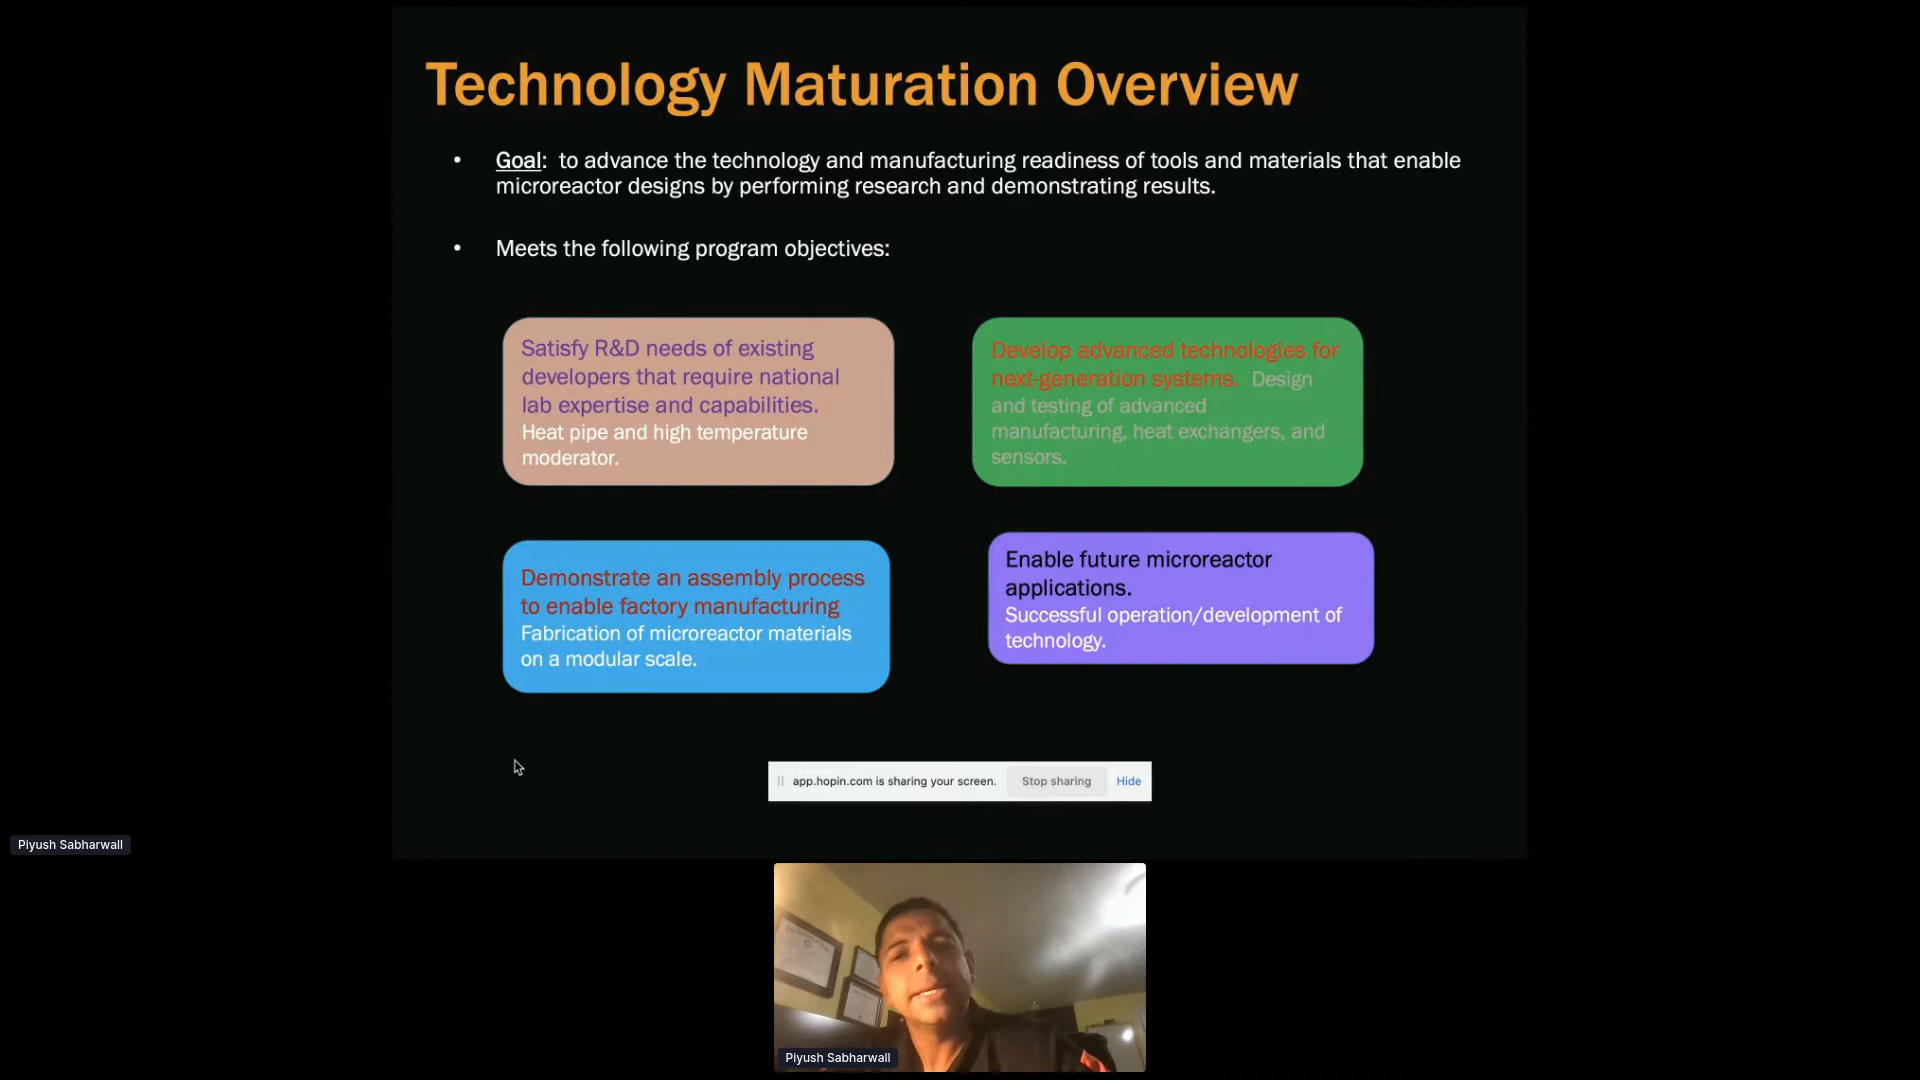 Technology Maturation Overview
• Goal: to advance the technology and manufacturing readiness of tools and materials that enable
microreactor designs by performing research and demonstrating results.
• Meets the following program objectives:
Satisfy R&D needs of existing
developers that require national
lab expertise and capabilities.
Heat pipe and high temperature
moderator.
Develop advanced technologies for
next-generation systems. Design
and testing of advanced
manufacturing, heat exchangers, and
sensors.
Demonstrate an assembly process
to enable factory manufacturing
Fabrication of microreactor materials
on a modular scale.
Enable future microreactor
applications.
Successful operation/development of
technology.
app.hopin.com is sharing your screen. Stop sharing Hide
Piyush Sabharwall
Piyush Sabharwall